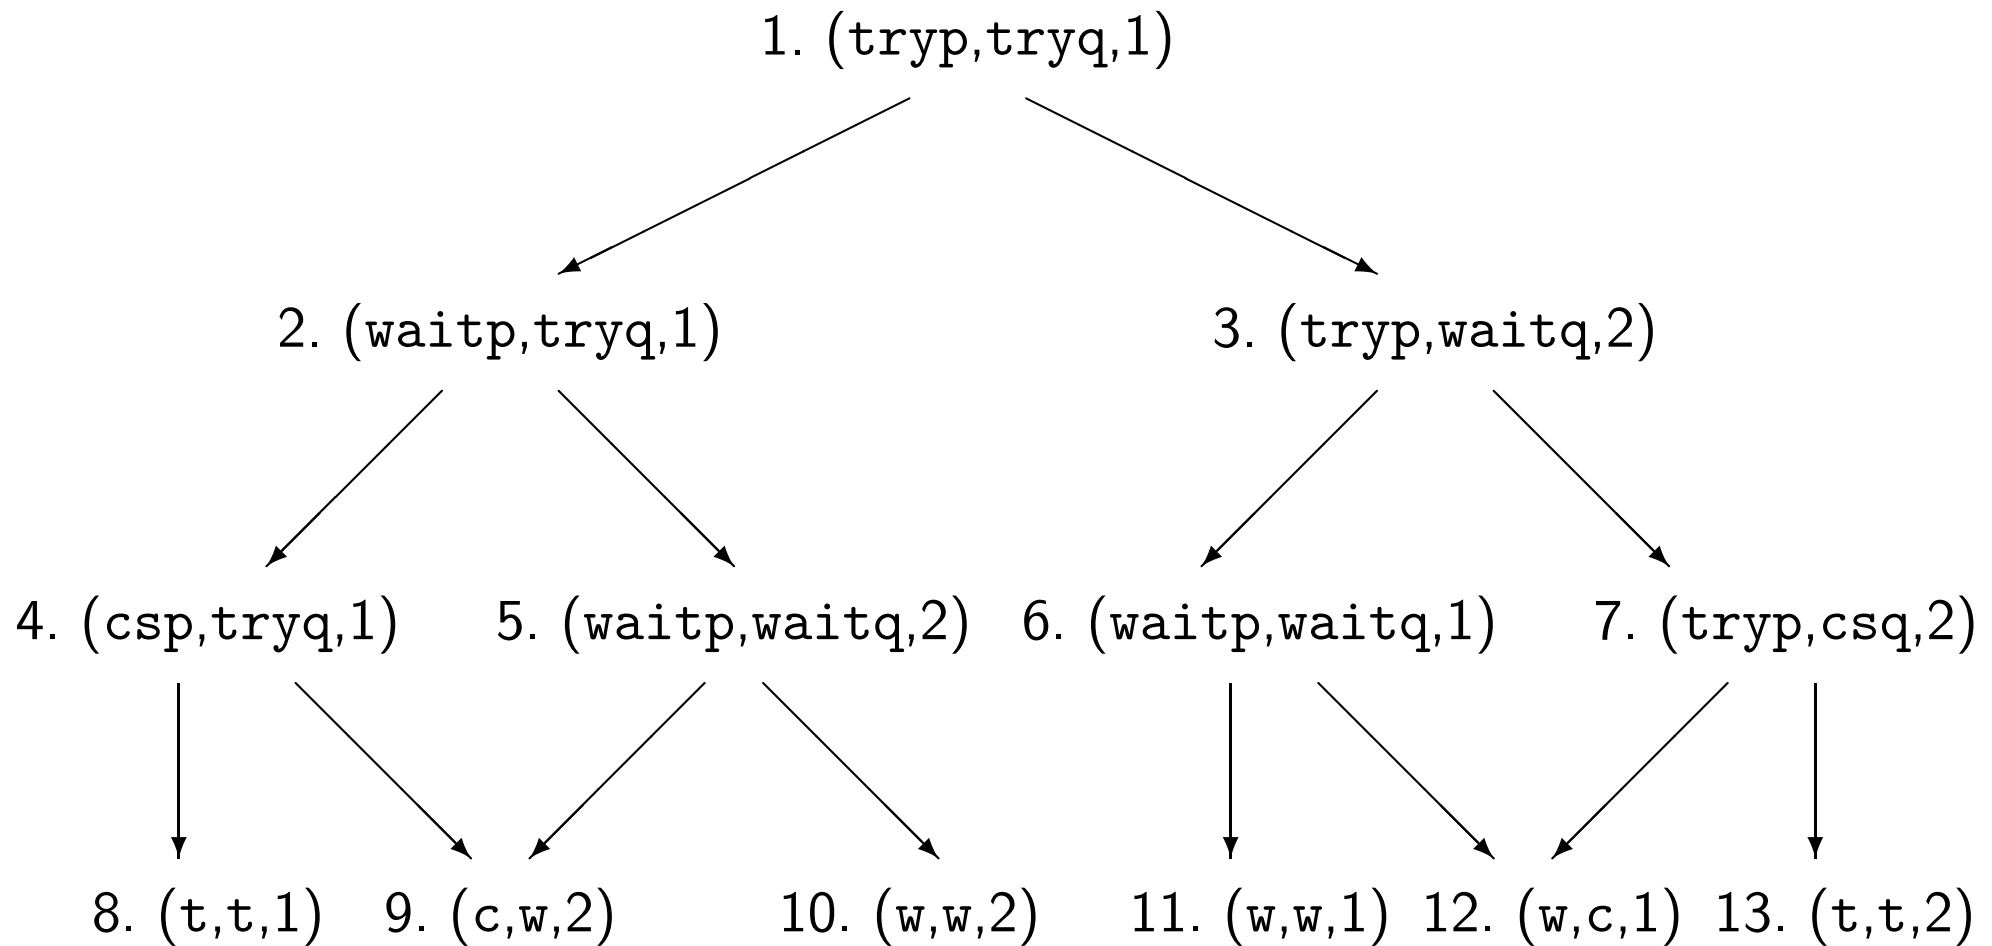 1. (tryp,tryq,1)
2. (waitp,tryq,1) 3. (tryp,waitq,2)
4. (csp,tryq,1) 5. (waitp,waitq,2) 6. (waitp,waitq,1) 7. (tryp,csq,2)
8. (t,t,1) 9. (c,w,2) 10. (w,w,2) 11. (w,w,1) 12. (w,c,1) 13. (t,t,2)